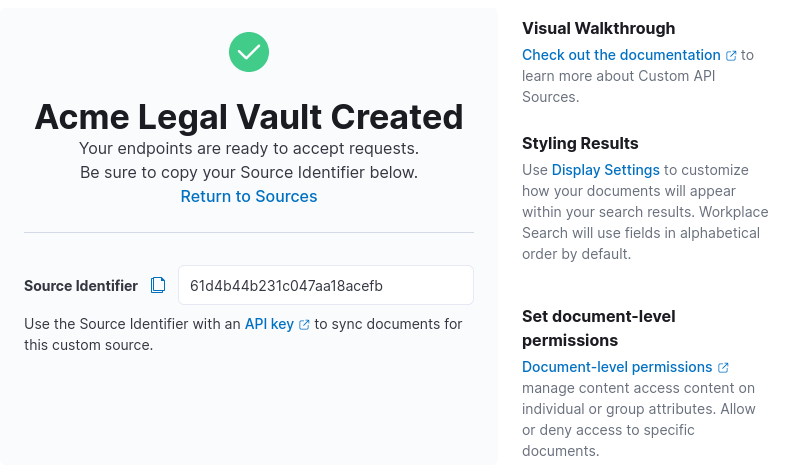 Acme Legal Vault Created
Your endpoints are ready to accept requests.
Be sure to copy your Source Identifier below.
Return to Sources
Source Identifier
61d4b44b231c047aa18acefb
Use the Source Identifier with an API key to sync documents for
this custom source.
Visual Walkthrough
Check out the documentation to
learn more about Custom API
Sources.
Styling Results
Use Display Settings to customize
how your documents will appear
within your search results. Workplace
Search will use fields in alphabetical
order by default.
Set document-level
permissions
Document-level permissions
manage content access content on
individual or group attributes. Allow
or deny access to specific
documents.